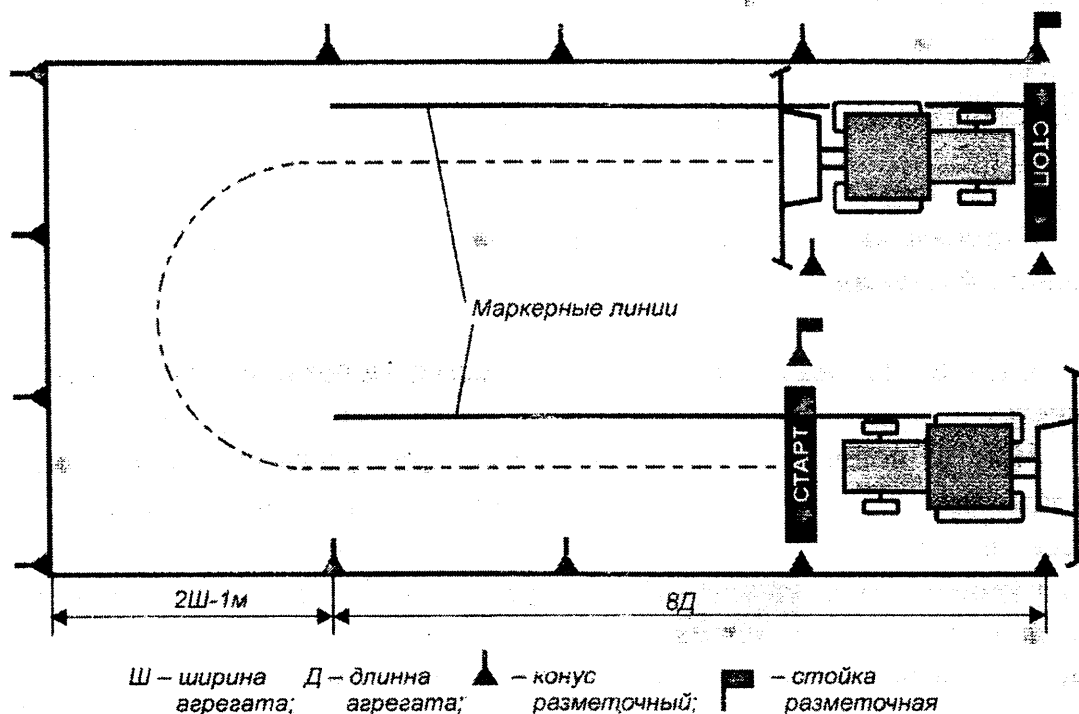 СТОП
Маркерные линии
СТАРТ
2Ш-1м
8Д
Ш – ширина агрегата;
Д – длинна агрегата;
– конус разметочный;
– стойка разметочная